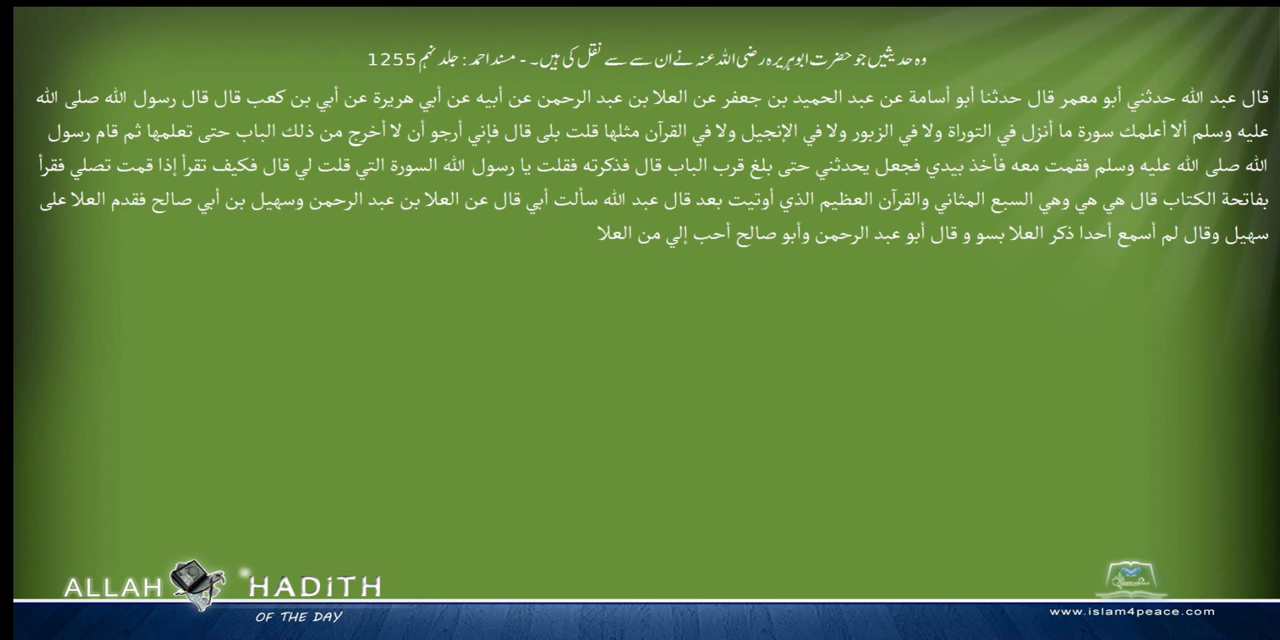 وہ حدیثیں جو حضرت ابوہریرہ رضی اللہ عنہ نے ان سے سے نقل کی ہیں۔ - مسند احمد: جلد نہم 1255
قال عبد الله حدثني أبو معمر قال حدثنا أبو أسامة عن عبد الحميد بن جعفر عن العلا بن عبد الرحمن عن أبيه عن أبي هريرة عن أبي بن كعب قال قال رسول الله صلى الله
عليه وسلم ألا أعلمك سورة ما أنزل في التوراة ولا في الزبور ولا في الإنجيل ولا في القرآن مثلها قلت بلى قال فإني أرجو أن لا أخرج من ذلك الباب حتى تعلمها ثم قام رسول
الله صلى الله عليه وسلم فقمت معه فأخذ بيدي فجعل يحدثني حتى بلغ قرب الباب قال فذكرته فقلت يا رسول الله السورة التي قلت لي قال فكيف تقرأ إذا قمت تصلي فقرأ
بفاتحة الكتاب قال هي هي وهي السبع المثاني والقرآن العظيم الذي أوتيت بعد قال عبد الله سألت أبي قال عن العلا بن عبد الرحمن وسهيل بن أبي صالح فقدم العلا على
سهيل وقال لم أسمع أحدا ذكر العلا بسو و قال أبو عبد الرحمن وأبو صالح أحب إلي من العلا
ALLAH HADITH
OF THE DAY
www.islam4peace.com